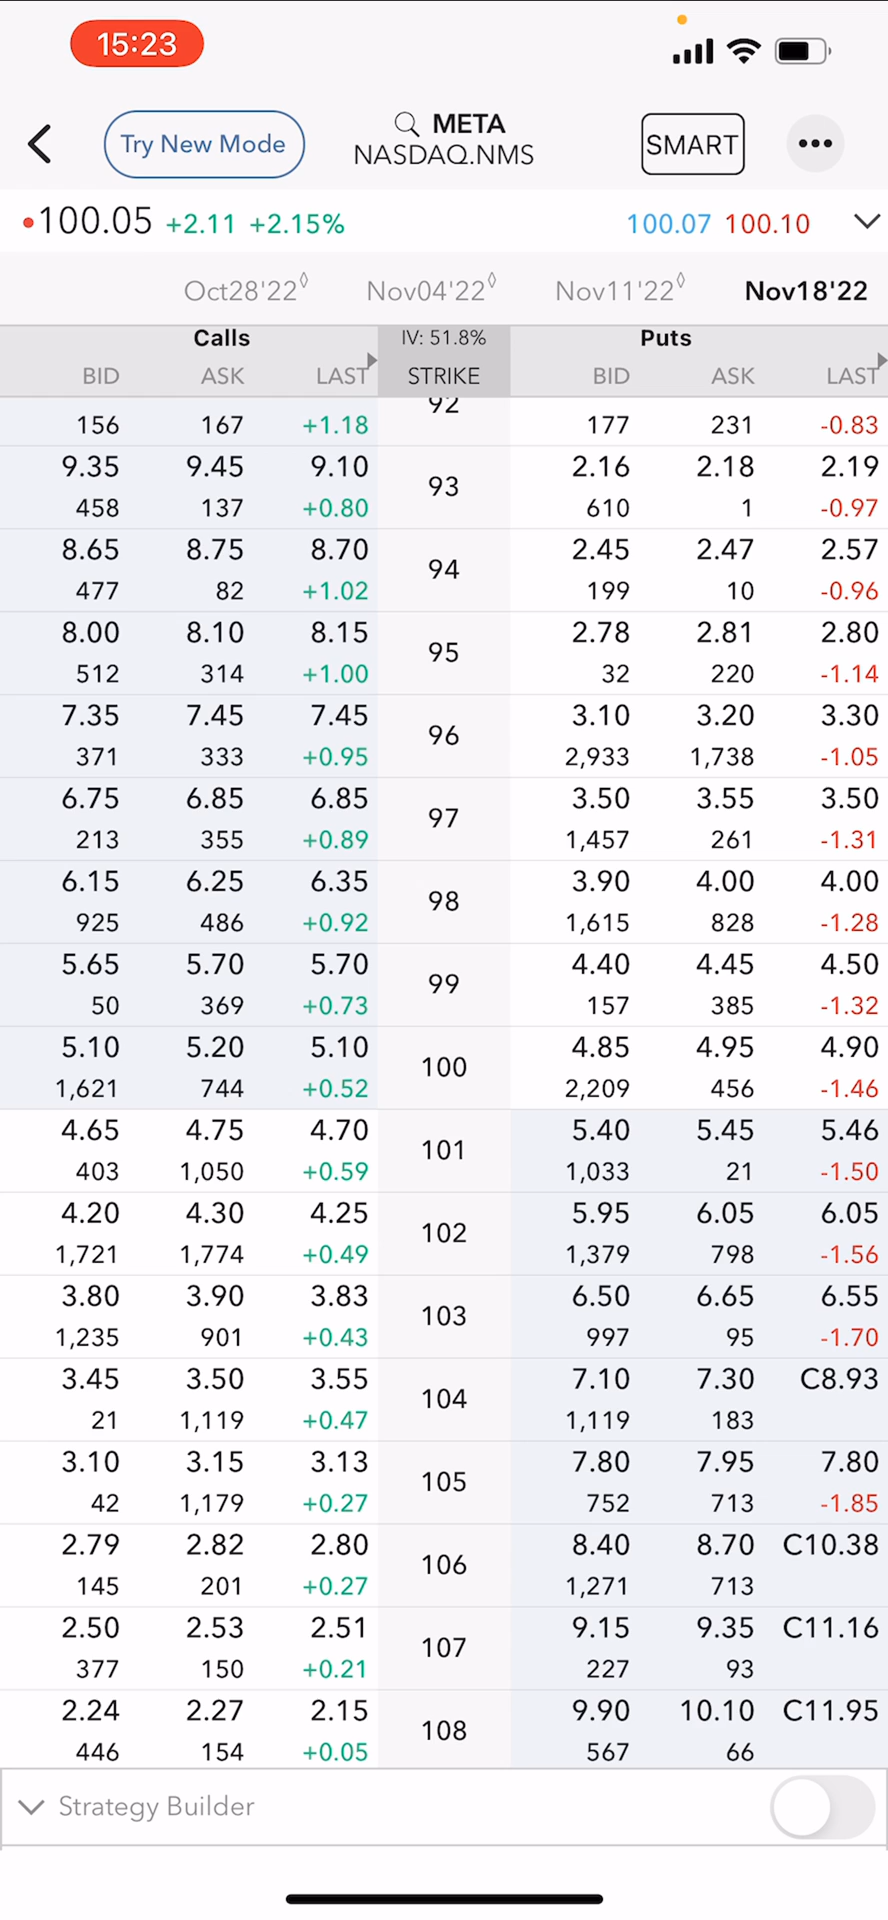 15:23
Try New Mode
META
NASDAQ.NMS
SMART
100.05 +2.11 +2.15% 100.07 100.10
Oct28'22◊ Nov04'22◊ Nov11'22◊ Nov18'22
Calls IV: 51.8% Puts
BID ASK LAST STRIKE BID ASK LAST
92
156 167 +1.18 177 231 -0.83
9.35 9.45 9.10 93 2.16 2.18 2.19
458 137 +0.80 610 1 -0.97
8.65 8.75 8.70 94 2.45 2.47 2.57
477 82 +1.02 199 10 -0.96
8.00 8.10 8.15 95 2.78 2.81 2.80
512 314 +1.00 32 220 -1.14
7.35 7.45 7.45 96 3.10 3.20 3.30
371 333 +0.95 2,933 1,738 -1.05
6.75 6.85 6.85 97 3.50 3.55 3.50
213 355 +0.89 1,457 261 -1.31
6.15 6.25 6.35 98 3.90 4.00 4.00
925 486 +0.92 1,615 828 -1.28
5.65 5.70 5.70 99 4.40 4.45 4.50
50 369 +0.73 157 385 -1.32
5.10 5.20 5.10 100 4.85 4.95 4.90
1,621 744 +0.52 2,209 456 -1.46
4.65 4.75 4.70 101 5.40 5.45 5.46
403 1,050 +0.59 1,033 21 -1.50
4.20 4.30 4.25 102 5.95 6.05 6.05
1,721 1,774 +0.49 1,379 798 -1.56
3.80 3.90 3.83 103 6.50 6.65 6.55
1,235 901 +0.43 997 95 -1.70
3.45 3.50 3.55 104 7.10 7.30 C8.93
21 1,119 +0.47 1,119 183
3.10 3.15 3.13 105 7.80 7.95 7.80
42 1,179 +0.27 752 713 -1.85
2.79 2.82 2.80 106 8.40 8.70 C10.38
145 201 +0.27 1,271 713
2.50 2.53 2.51 107 9.15 9.35 C11.16
377 150 +0.21 227 93
2.24 2.27 2.15 108 9.90 10.10 C11.95
446 154 +0.05 567 66
Strategy Builder